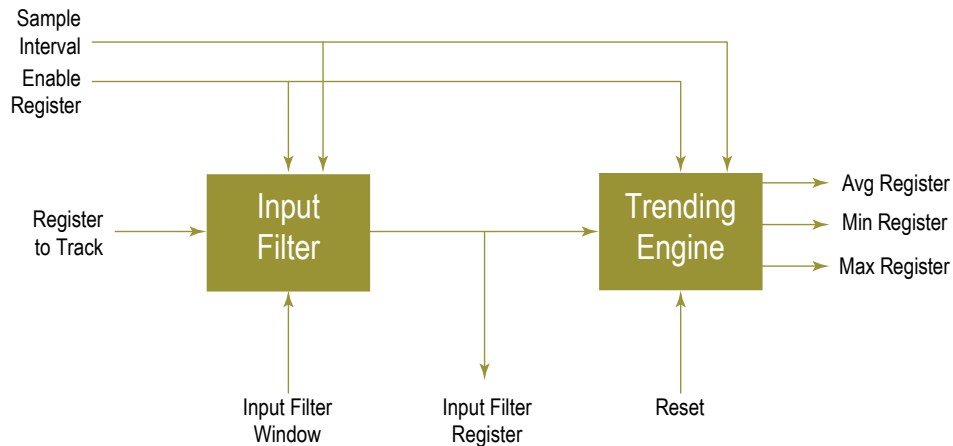 Sample
Interval
Enable
Register
Register
to Track
Input
Filter
Trending
Engine
Avg Register
Min Register
Max Register
Input Filter
Window
Input Filter
Register
Reset